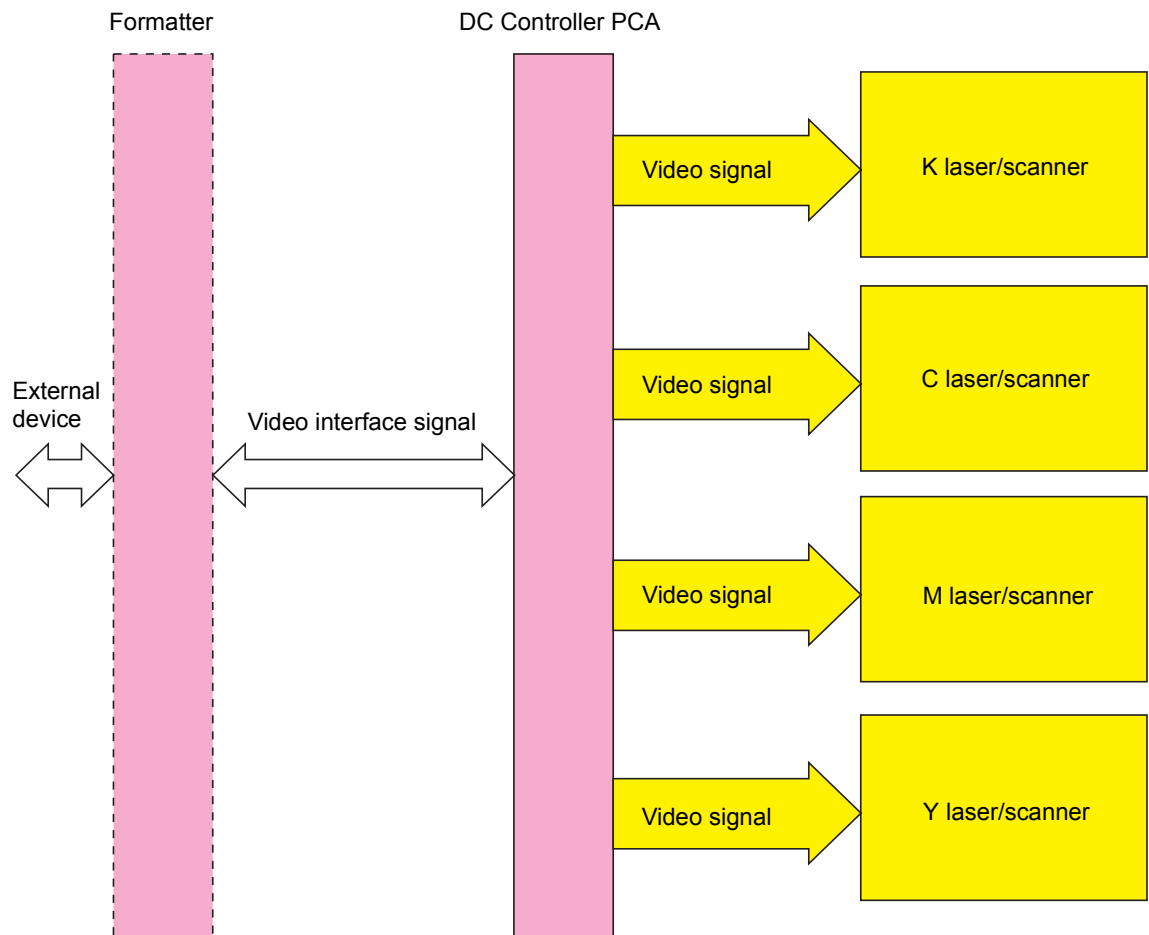 Formatter
DC Controller PCA
Video signal
K laser/scanner
Video signal
C laser/scanner
External
device
Video interface signal
Video signal
M laser/scanner
Video signal
Y laser/scanner